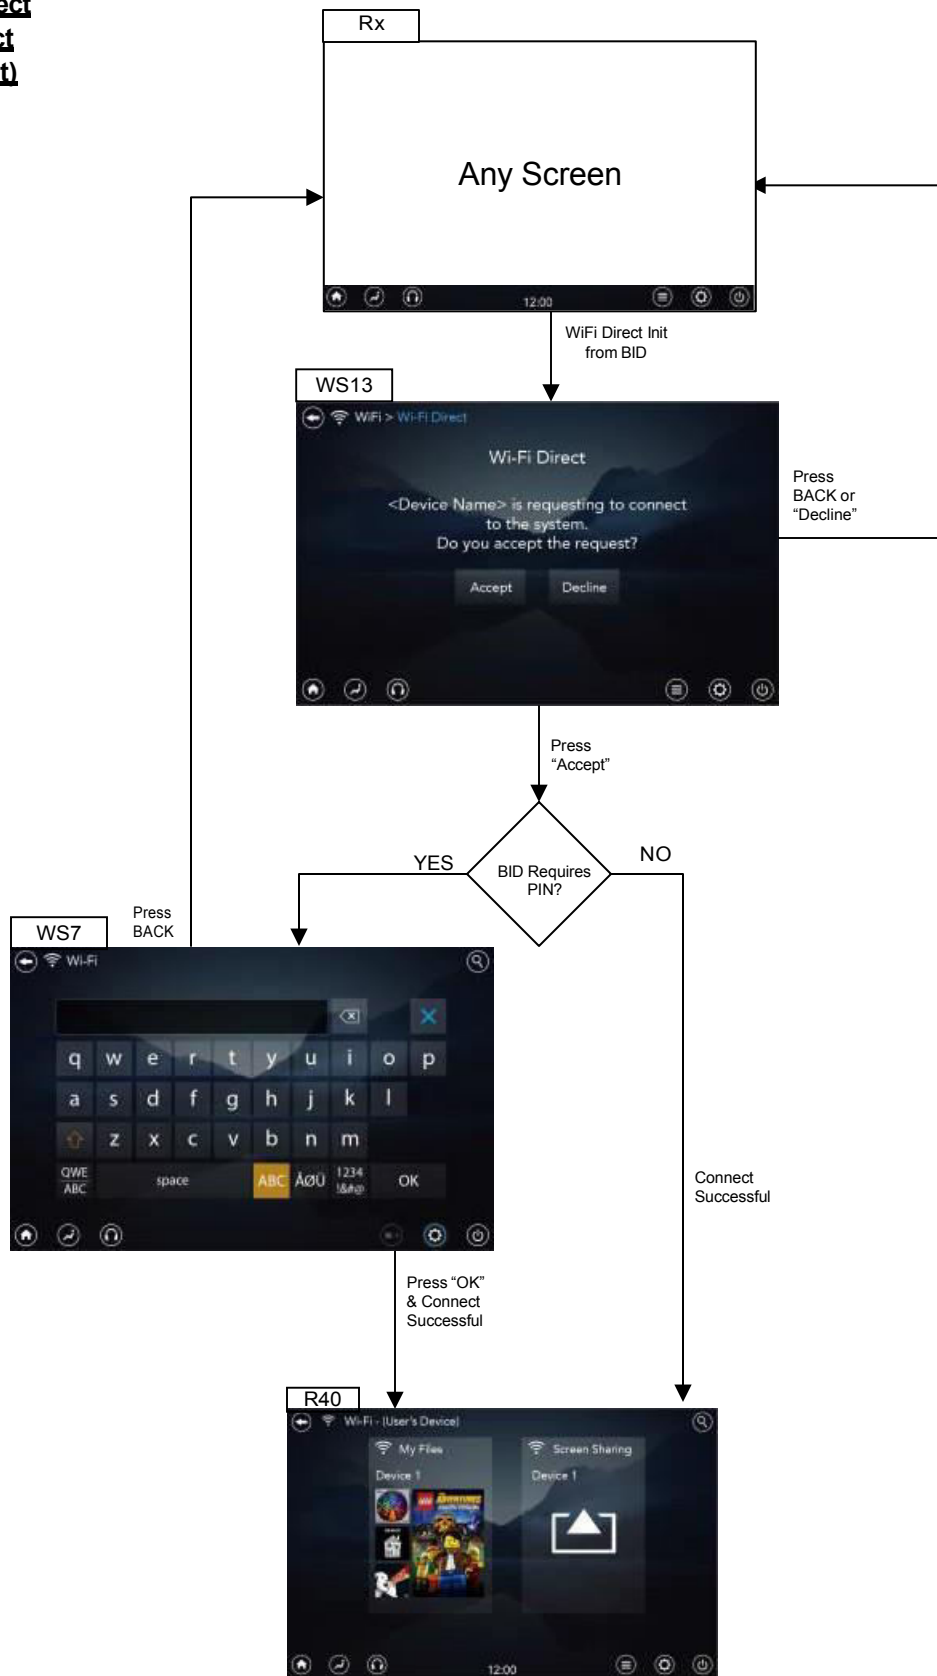 Rx
Any Screen
12:00
WiFi Direct Init
from BID
WS13
WiFi > Wi-Fi Direct
Wi-Fi Direct
<Device Name> is requesting to connect
to the system.
Do you accept the request?
Accept Decline
Press
BACK or
“Decline”
Press
“Accept”
BID Requires
PIN?
YES
NO
Press
BACK
WS7
Wi-Fi
q w e r t y u i o p
a s d f g h j k l
z x c v b n m
QWE
ABC
space
ABC
ÅØÜ
1234
!&#@
OK
Connect
Successful
Press “OK”
& Connect
Successful
R40
Wi-Fi - (User's Device)
My Files
Device 1
Screen Sharing
Device 1
LEGO
12:00